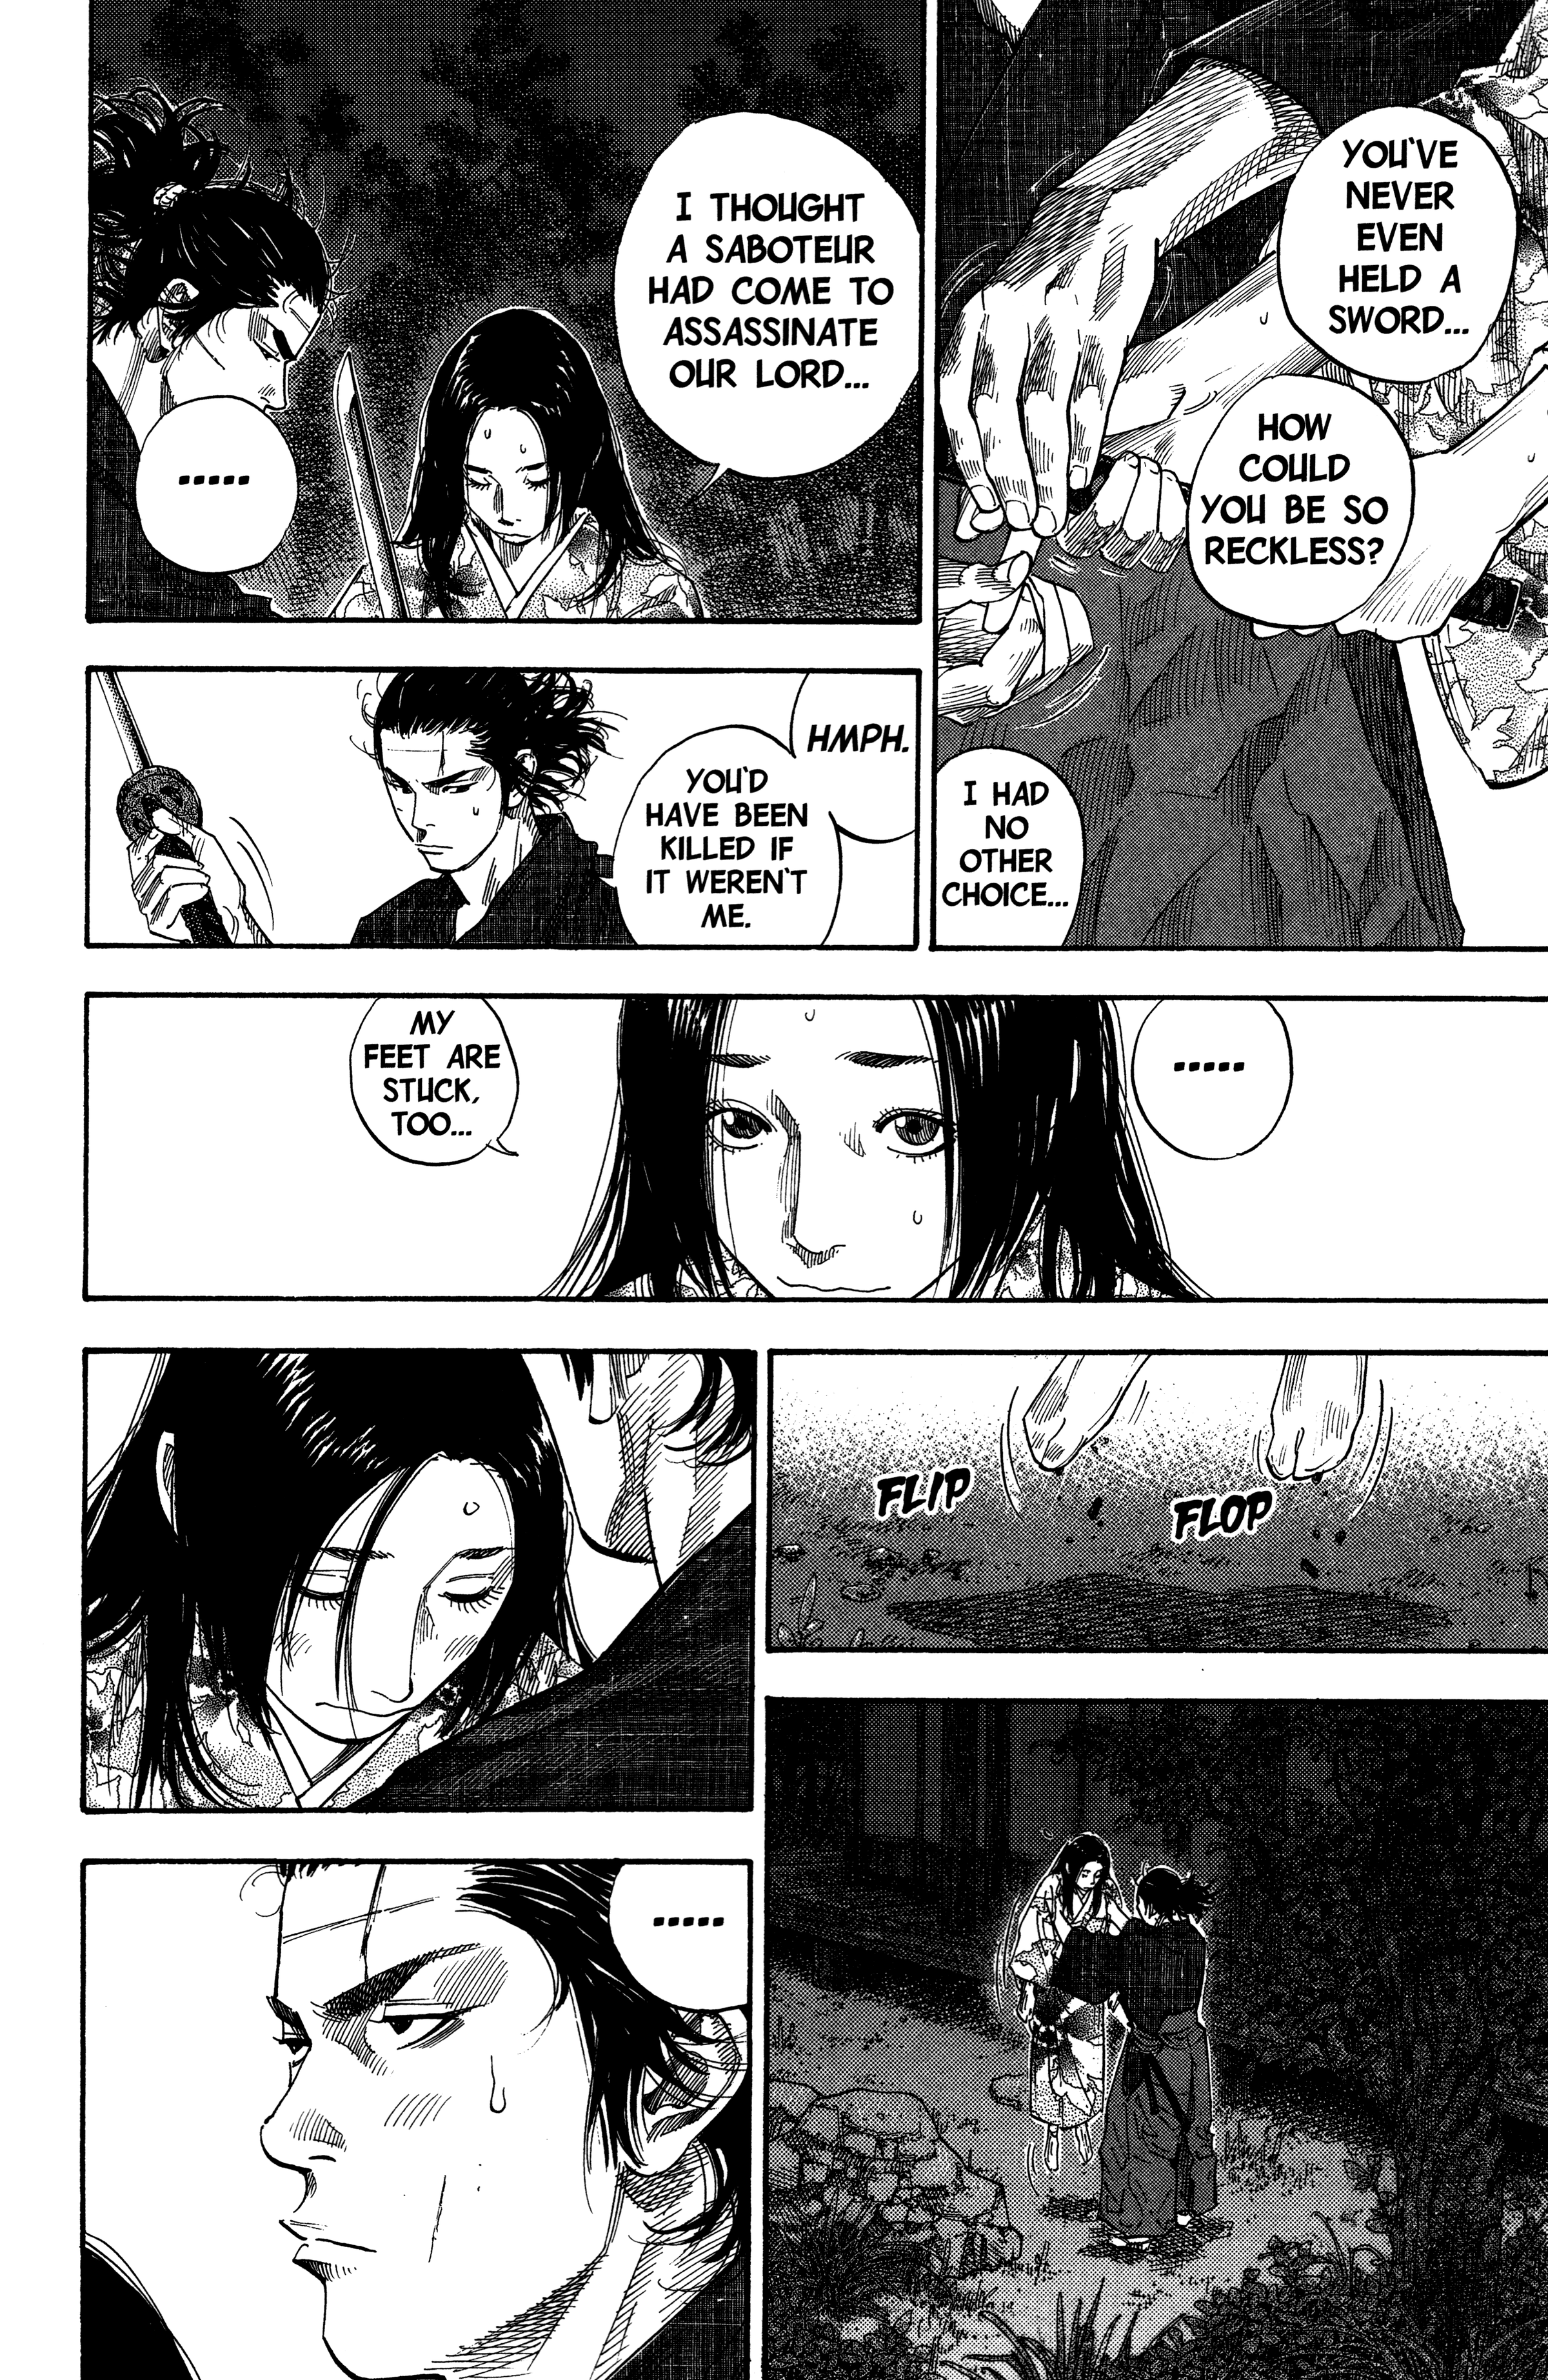 YOU'VE
NEVER
EVEN
HELD A
SWORD...
HOW
COULD
YOU BE SO
RECKLESS?
I HAD
NO
OTHER
CHOICE...
I THOUGHT
A SABOTEUR
HAD COME TO
ASSASSINATE
OUR LORD...
.....
HMPH.
YOU'D
HAVE BEEN
KILLED IF
IT WEREN'T
ME.
.....
MY
FEET ARE
STUCK,
TOO...
FLIP
FLOP
.....